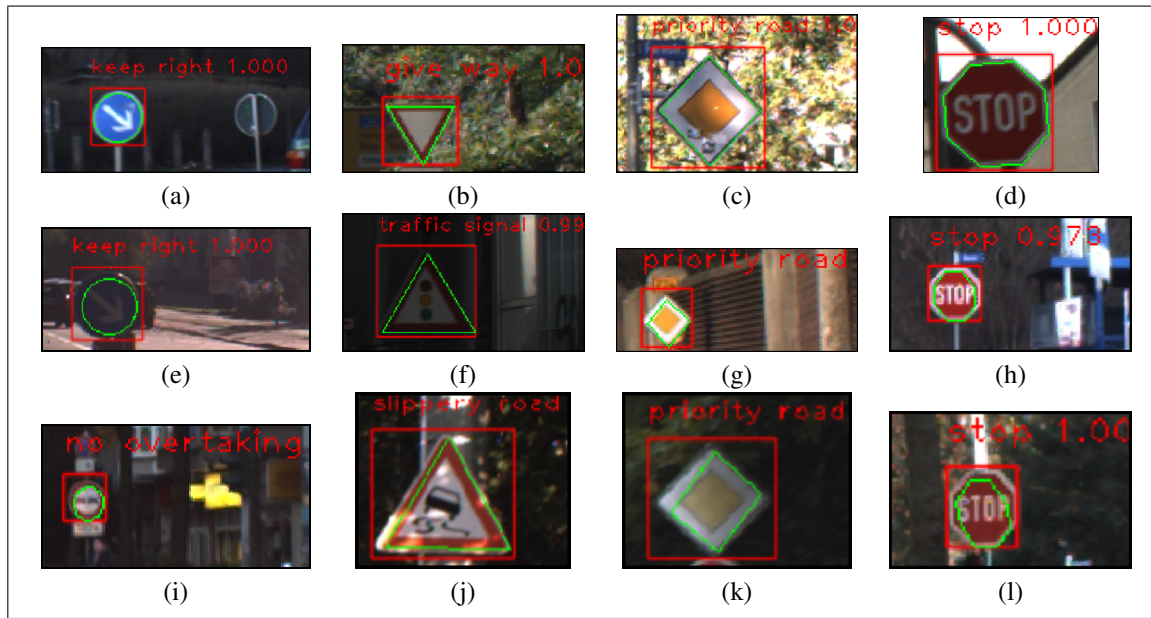 keep right 1.000
give way 1.0
priority road 1.0
stop 1.000
STOP
(a)
(b)
(c)
(d)
keep right 1.000
traffic signal 0.99
priority road
stop 0.973
STOP
(e)
(f)
(g)
(h)
no overtaking
slippery road
priority road
stop 1.00
STOP
(i)
(j)
(k)
(l)